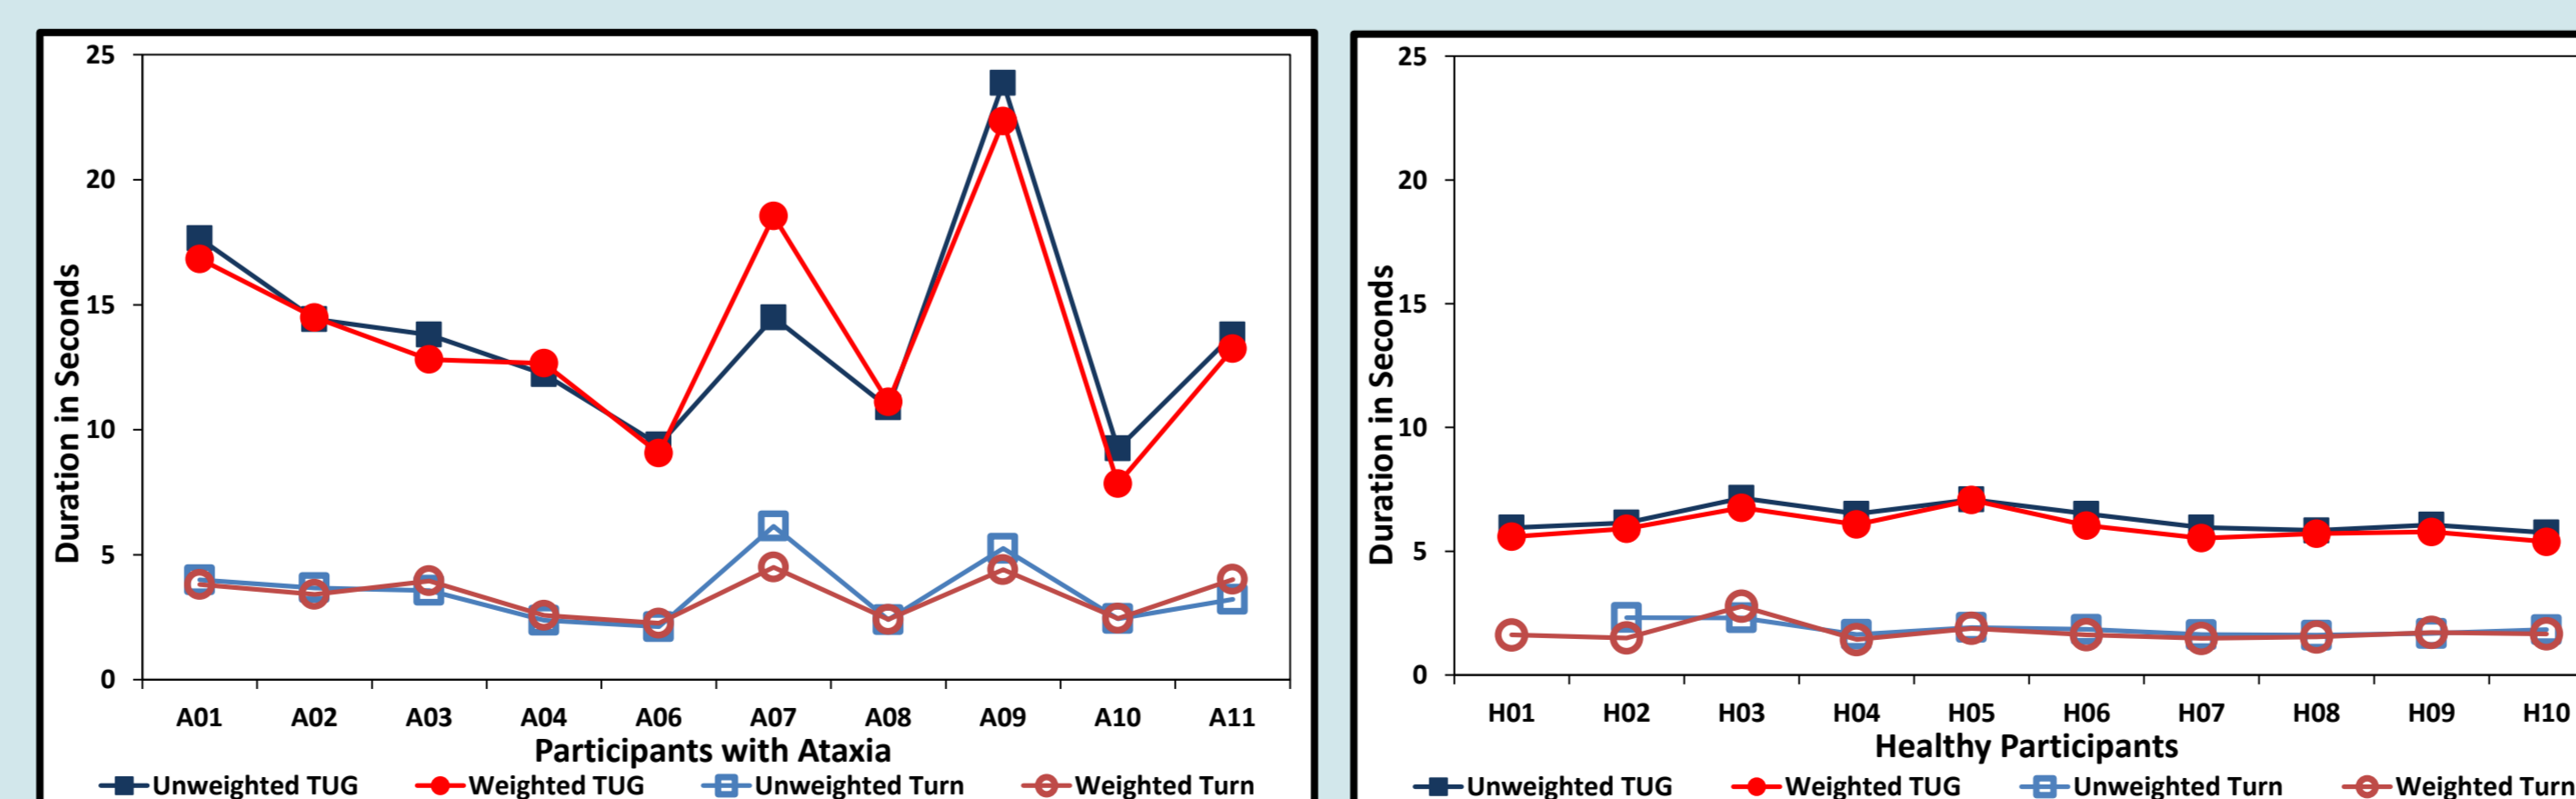 25
20
15
10
5
0
Duration in Seconds
A01 A02 A03 A04 A06 A07 A08 A09 A10 A11
Participants with Ataxia
Unweighted TUG Weighted TUG Unweighted Turn Weighted Turn
25
20
15
10
5
0
Duration in Seconds
H01 H02 H03 H04 H05 H06 H07 H08 H09 H10
Healthy Participants
Unweighted TUG Weighted TUG Unweighted Turn Weighted Turn